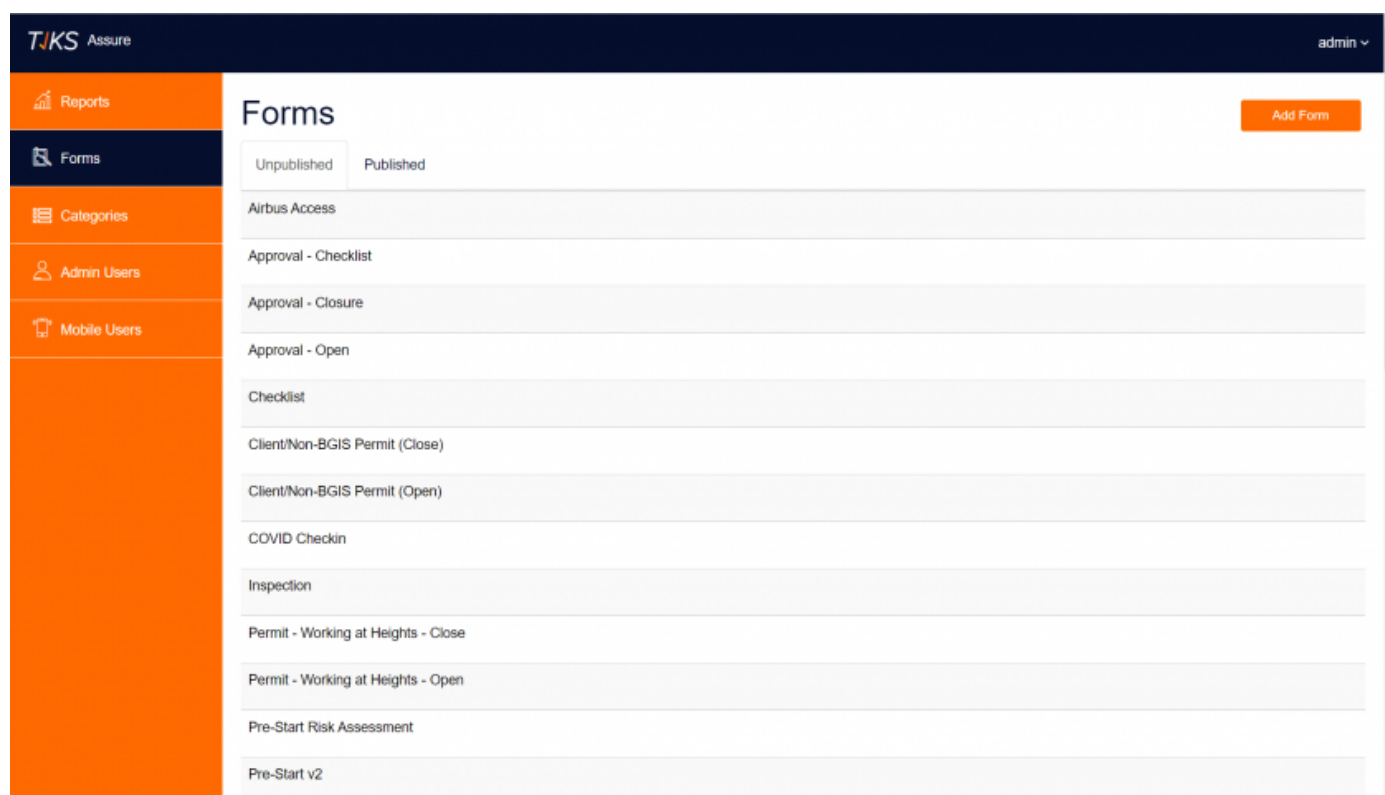 TJKS Assure
admin
Reports
Forms
Categories
Admin Users
Mobile Users
Forms
Add Form
Unpublished
Published
Airbus Access
Approval - Checklist
Approval - Closure
Approval - Open
Checklist
Client/Non-BGIS Permit (Close)
Client/Non-BGIS Permit (Open)
COVID Checkin
Inspection
Permit - Working at Heights - Close
Permit - Working at Heights - Open
Pre-Start Risk Assessment
Pre-Start v2